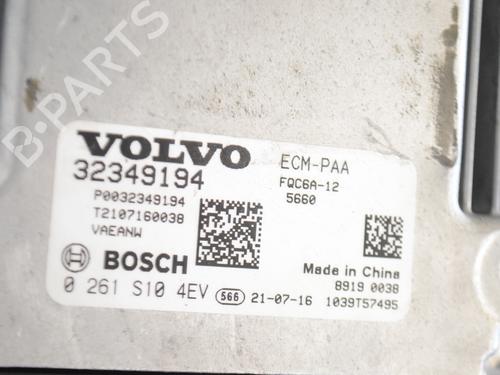 B-PARTS
VOLVO
32349194
P0032349194
T2107160038
VAEANW
BOSCH
0 261 S10 4EV
566
21-07-16
ECM-PAA
FQC6A-12
5660
Made in China
8919 0038
1039T57495